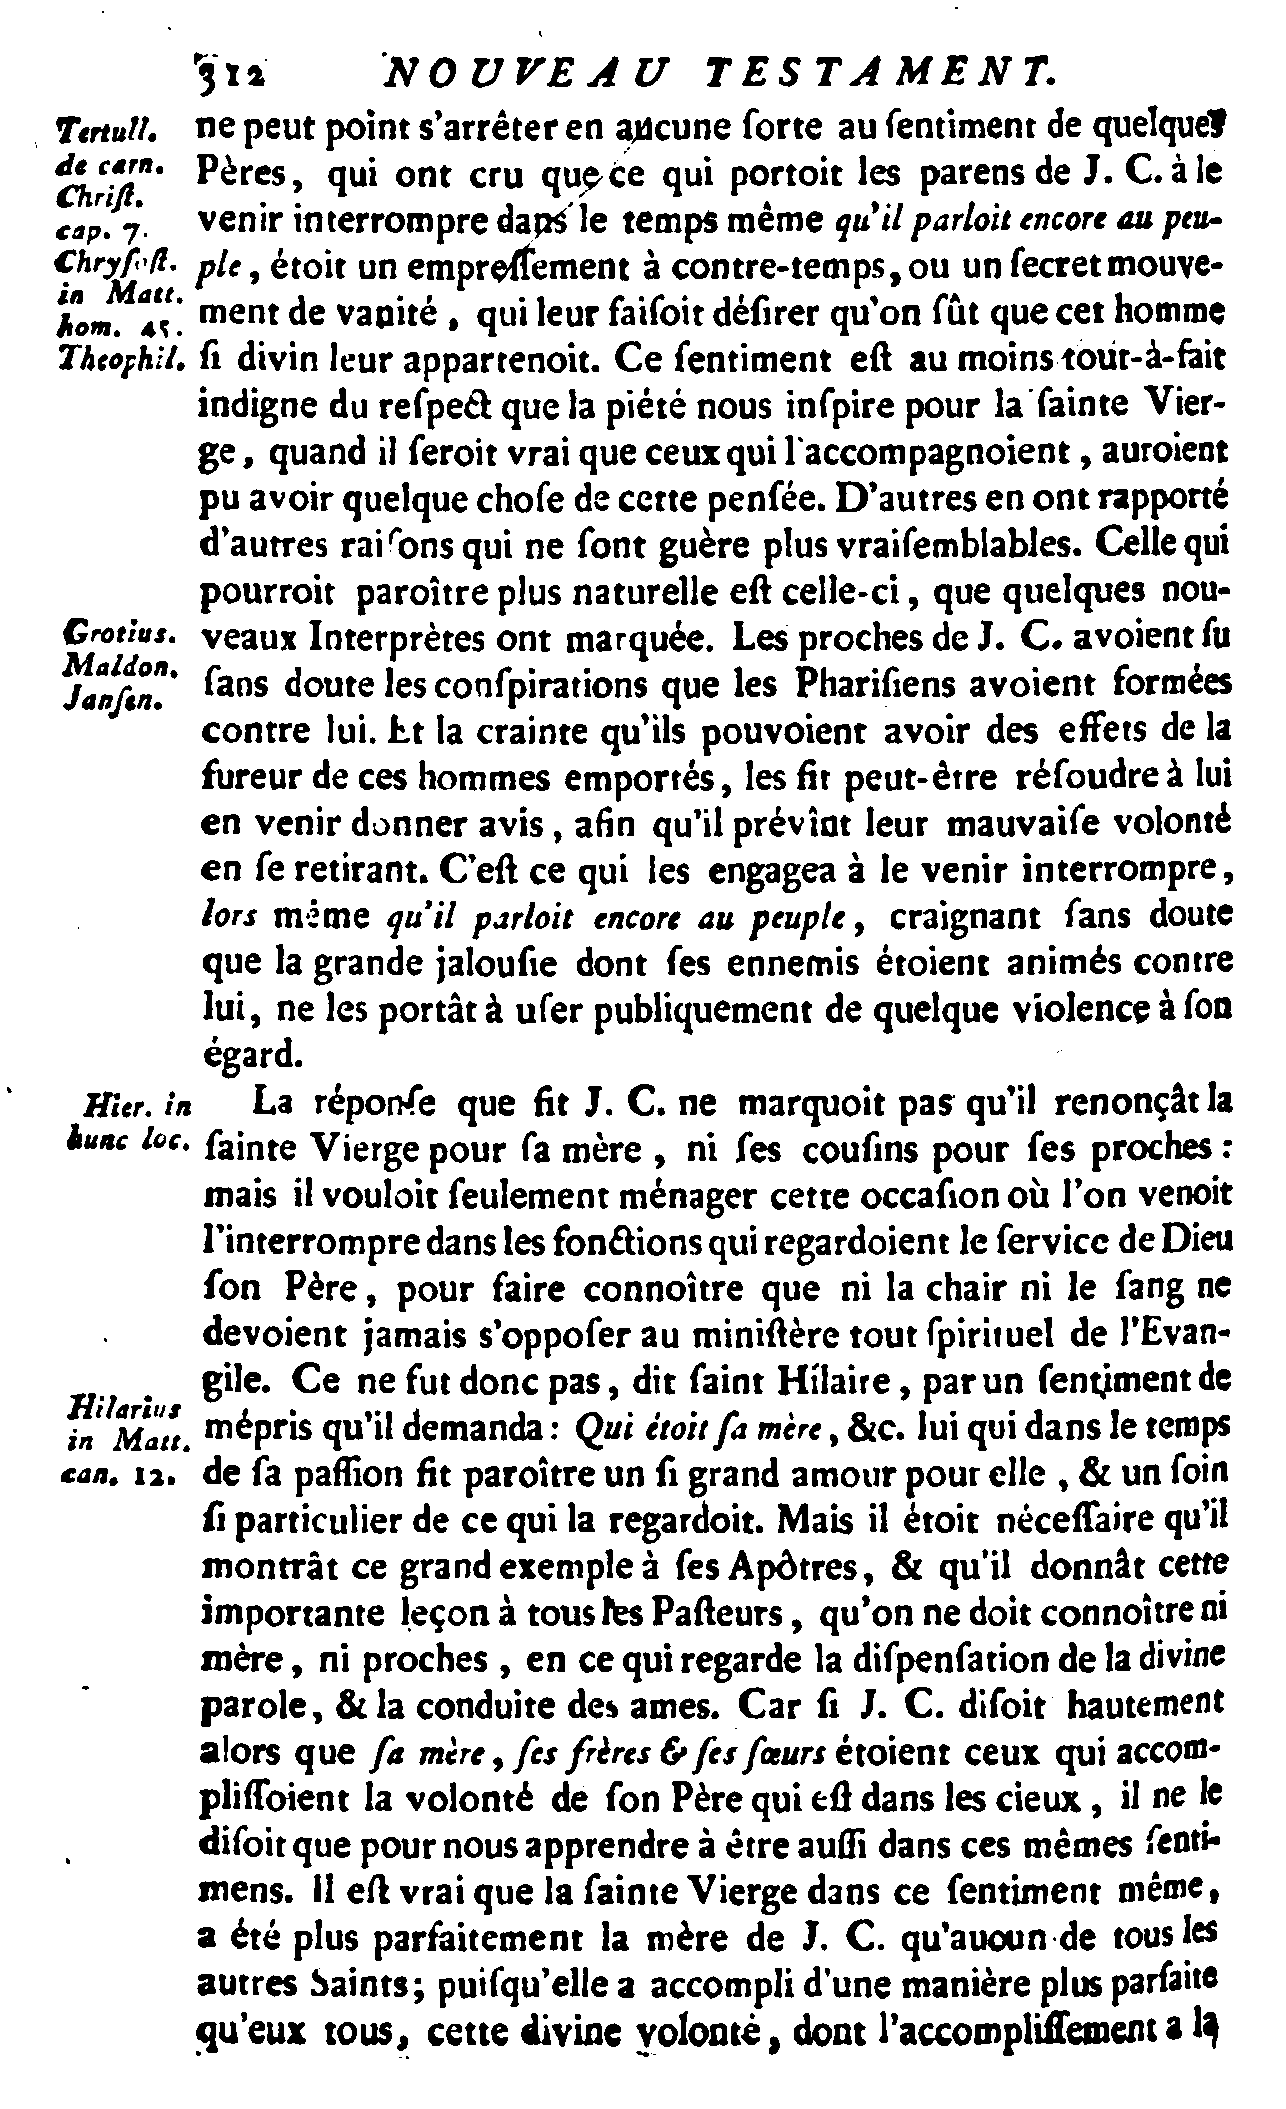 312 NOUVEAU TESTAMENT.
Tertull.
de carn.
Chriſt.
cap. 7.
Chryſoſt.
in Matt.
hom. 45.
Theophil.
ne peut point s'arrêter en aucune ſorte au ſentiment de quelques
Pères, qui ont cru que ce qui portoit les parens de J. C. à le
venir interrompre dans le temps même qu'il parloit encore au peu-
ple, étoit un empreſſement à contre-temps, ou un ſecret mouve-
ment de vanité, qui leur faiſoit déſirer qu'on ſût que cet homme
ſi divin leur appartenoit. Ce ſentiment eſt au moins tout-à-fait
indigne du reſpect que la piété nous inſpire pour la ſainte Vier-
ge, quand il ſeroit vrai que ceux qui l'accompagnoient, auroient
pu avoir quelque choſe de cette penſée. D'autres en ont rapporté
d'autres raiſons qui ne ſont guère plus vraiſemblables. Celle qui
pourroit paroître plus naturelle eſt celle-ci, que quelques nou-
Grotius.
Maldon.
Janſen.
veaux Interprètes ont marquée. Les proches de J. C. avoient ſu
ſans doute les conſpirations que les Phariſiens avoient formées
contre lui. Et la crainte qu'ils pouvoient avoir des effets de la
fureur de ces hommes emportés, les fit peut-être réſoudre à lui
en venir donner avis, afin qu'il prévînt leur mauvaiſe volonté
en ſe retirant. C'eſt ce qui les engagea à le venir interrompre,
lors même qu'il parloit encore au peuple, craignant ſans doute
que la grande jalouſie dont ſes ennemis étoient animés contre
lui, ne les portât à uſer publiquement de quelque violence à ſon
égard.
Hier. in
hunc loc.
La réponſe que fit J. C. ne marquoit pas qu'il renonçât la
ſainte Vierge pour ſa mère, ni ſes couſins pour ſes proches :
mais il vouloit ſeulement ménager cette occaſion où l'on venoit
l'interrompre dans les fonctions qui regardoient le ſervice de Dieu
ſon Père, pour faire connoître que ni la chair ni le ſang ne
devoient jamais s'oppoſer au miniſtère tout ſpirituel de l'Evan-
gile. Ce ne fut donc pas, dit ſaint Hilaire, par un ſentiment de
Hilarius
in Matt.
can. 12.
mépris qu'il demanda : Qui étoit ſa mère, &c. lui qui dans le temps
de ſa paſſion fit paroître un ſi grand amour pour elle, & un ſoin
ſi particulier de ce qui la regardoit. Mais il étoit néceſſaire qu'il
montrât ce grand exemple à ſes Apôtres, & qu'il donnât cette
importante leçon à tous les Paſteurs, qu'on ne doit connoître ni
mère, ni proches, en ce qui regarde la diſpenſation de la divine
parole, & la conduite des ames. Car ſi J. C. diſoit hautement
alors que ſa mère, ſes frères & ſes ſœurs étoient ceux qui accom-
pliſſoient la volonté de ſon Père qui eſt dans les cieux, il ne le
diſoit que pour nous apprendre à être auſſi dans ces mêmes ſenti-
mens. Il eſt vrai que la ſainte Vierge dans ce ſentiment même,
a été plus parfaitement la mère de J. C. qu'aucun de tous les
autres Saints; puiſqu'elle a accompli d'une manière plus parfaite
qu'eux tous, cette divine volonté, dont l'accompliſſement a la